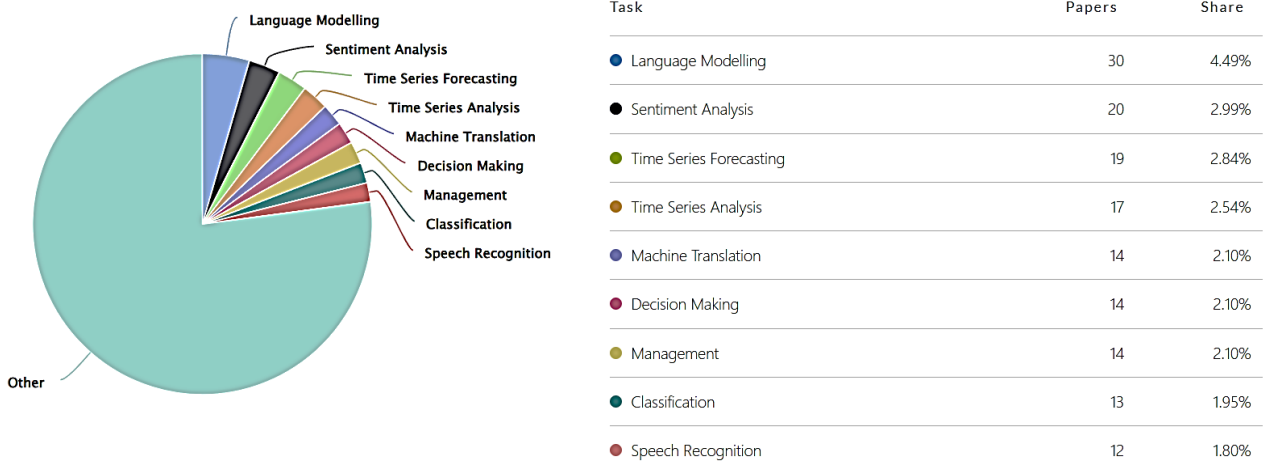 Language Modelling
Sentiment Analysis
Time Series Forecasting
Time Series Analysis
Machine Translation
Decision Making
Management
Classification
Speech Recognition
Other
Task Papers Share
Language Modelling 30 4.49%
Sentiment Analysis 20 2.99%
Time Series Forecasting 19 2.84%
Time Series Analysis 17 2.54%
Machine Translation 14 2.10%
Decision Making 14 2.10%
Management 14 2.10%
Classification 13 1.95%
Speech Recognition 12 1.80%